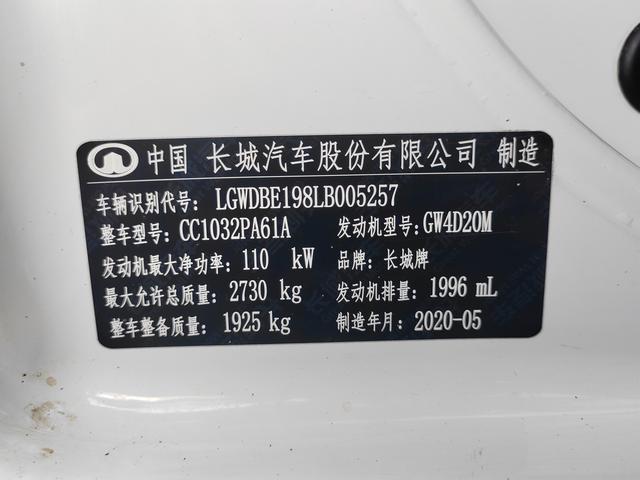 中国 长城汽车股份有限公司 制造
车辆识别代号: LGWDBE198LB005257
整车型号: CC1032PA61A 发动机型号: GW4D20M
发动机最大净功率: 110 kW 品牌: 长城牌
最大允许总质量: 2730 kg 发动机排量: 1996 mL
整车整备质量: 1925 kg 制造年月: 2020-05